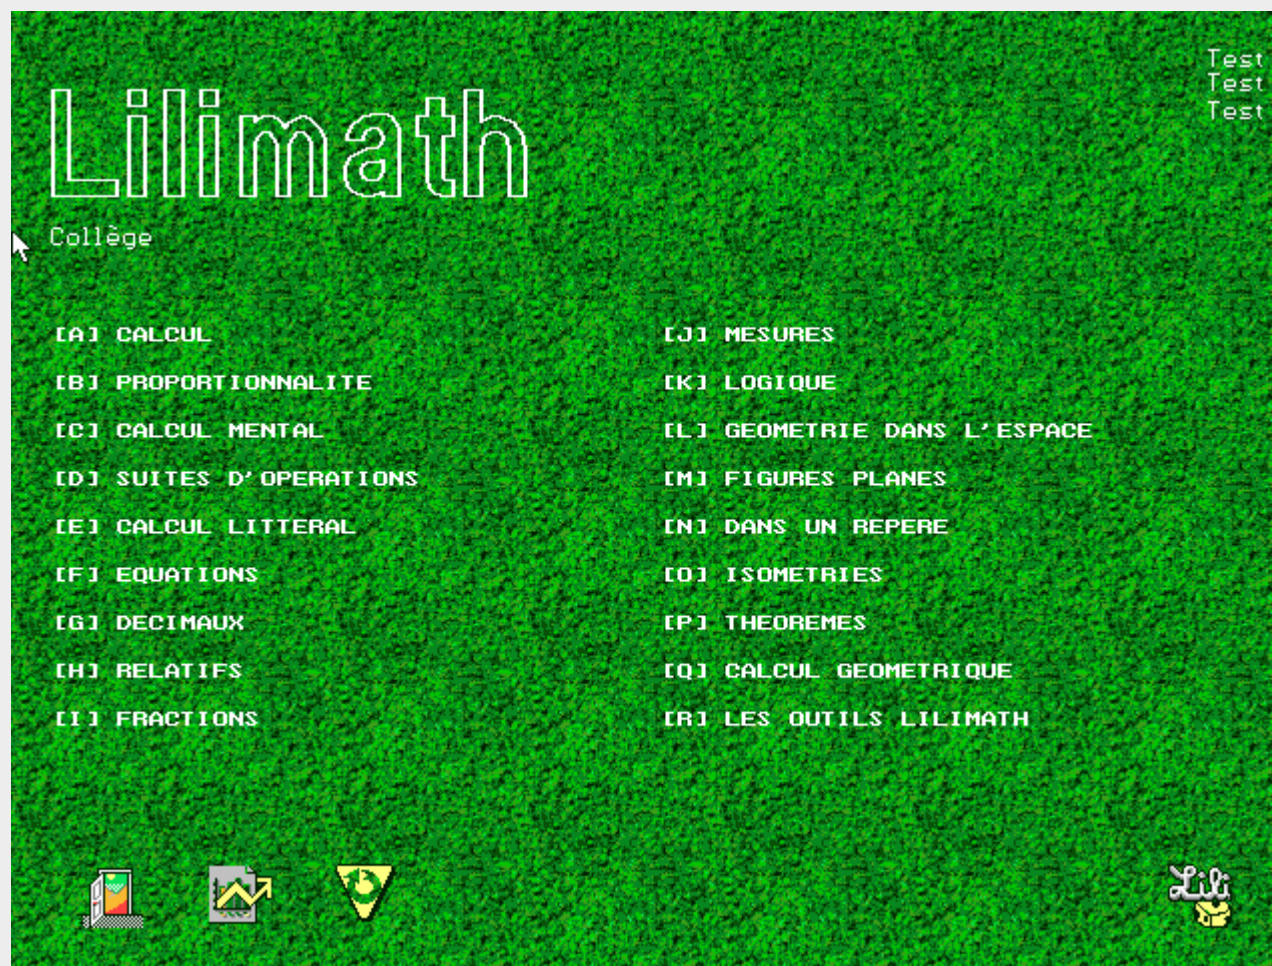 Test
Test
Test
Lilimath
Collège
[A] CALCUL
[B] PROPORTIONNALITE
[C] CALCUL MENTAL
[D] SUITES D'OPERATIONS
[E] CALCUL LITTERAL
[F] EQUATIONS
[G] DECIMAUX
[H] RELATIFS
[I] FRACTIONS
[J] MESURES
[K] LOGIQUE
[L] GEOMETRIE DANS L'ESPACE
[M] FIGURES PLANES
[N] DANS UN REPERE
[O] ISOMETRIES
[P] THEOREMES
[Q] CALCUL GEOMETRIQUE
[R] LES OUTILS LILIMATH
Lili